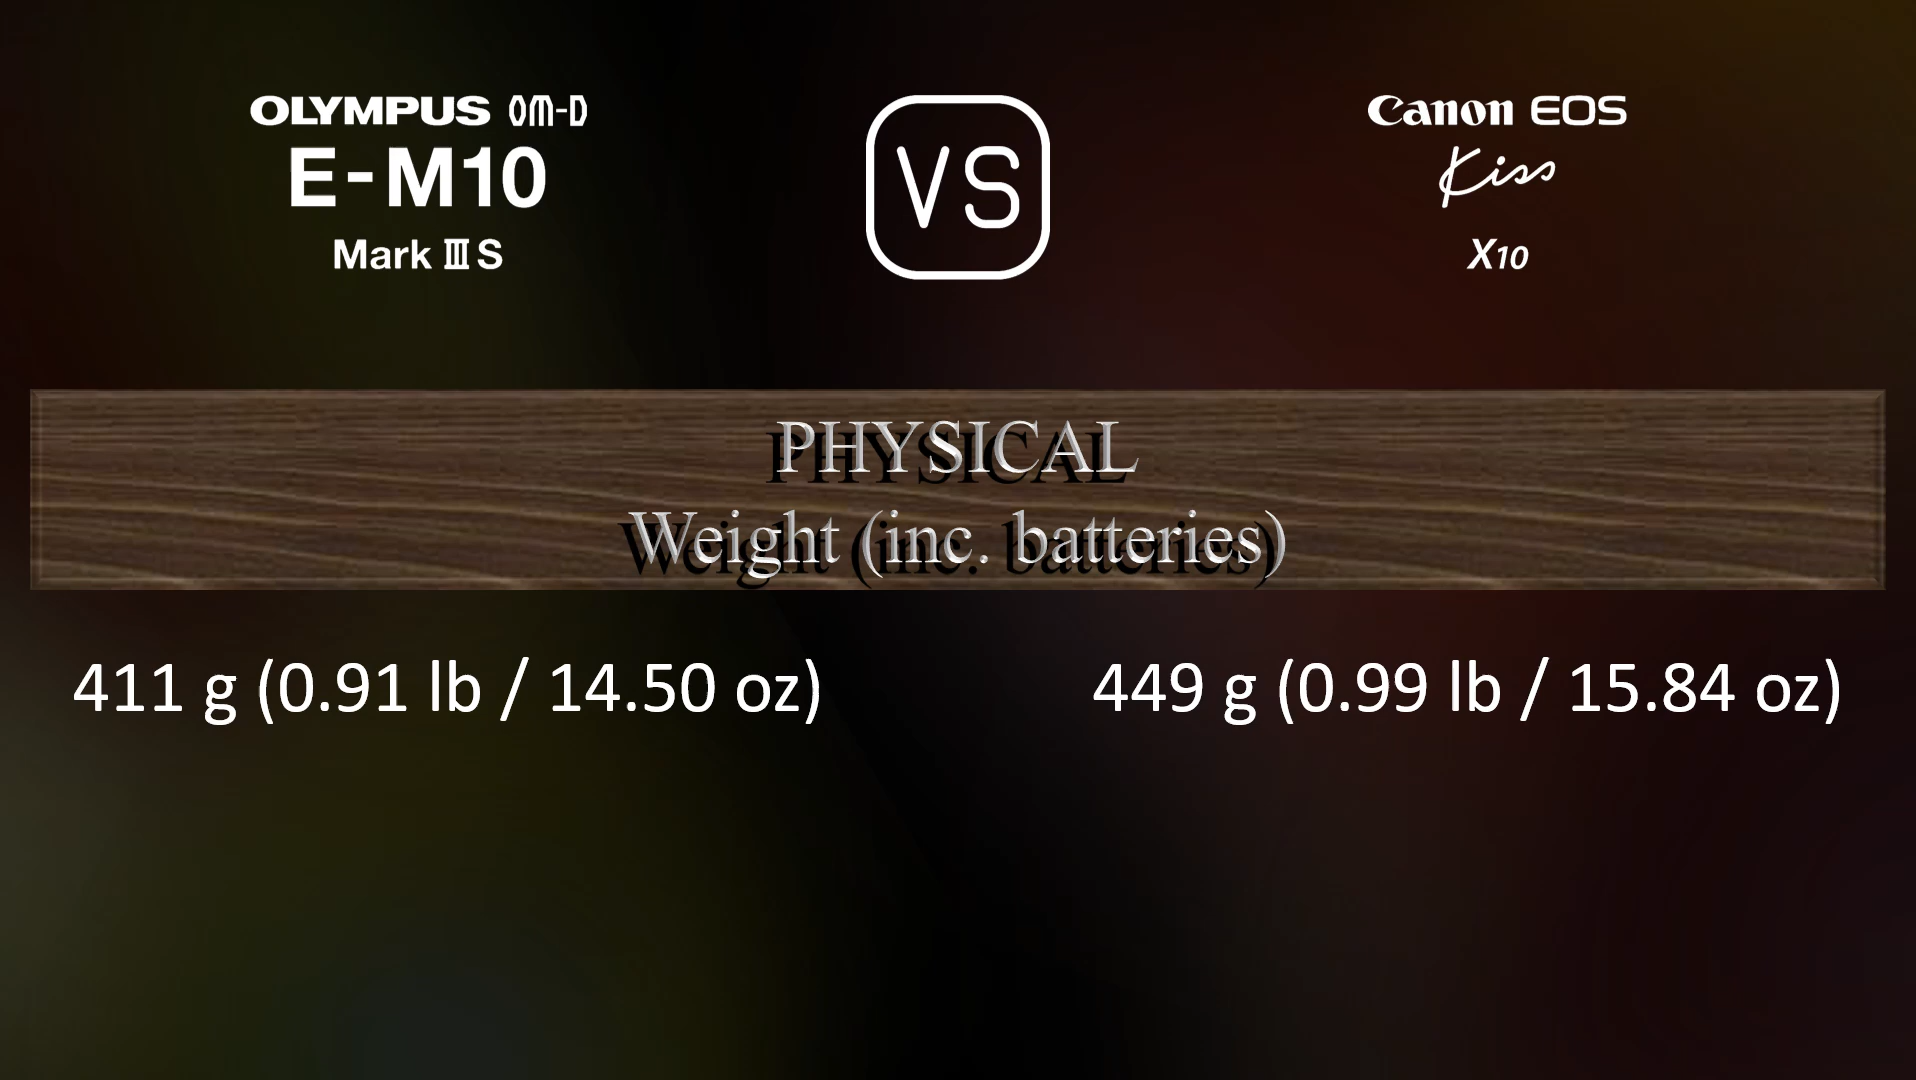 OLYMPUS OM-D
E-M10
Mark III S
VS
Canon EOS
Kiss
X10
PHYSICAL
Weight (inc. batteries)
411 g (0.91 lb / 14.50 oz)
449 g (0.99 lb / 15.84 oz)